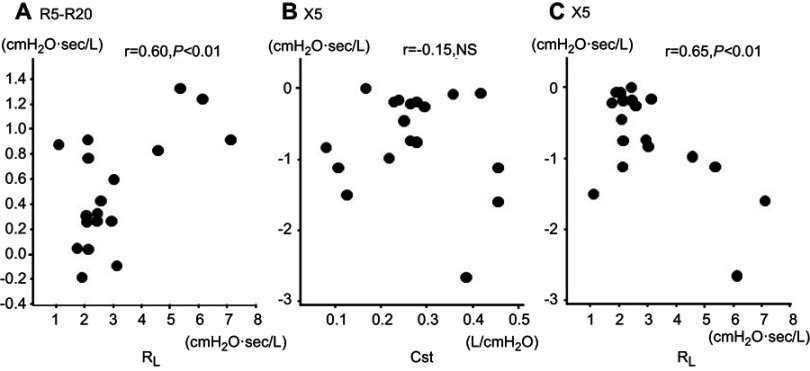 A R5-R20
(cmH2O·sec/L)
r=0.60,P<0.01
1.4
1.2
1.0
0.8
0.6
0.4
0.2
0.0
-0.2
-0.4
1 2 3 4 5 6 7 8
(cmH2O·sec/L)
RL
B X5
(cmH2O·sec/L)
r=-0.15,NS
0
-1
-2
-3
0.1 0.2 0.3 0.4 0.5
(L/cmH2O)
Cst
C X5
(cmH2O·sec/L)
r=0.65,P<0.01
0
-1
-2
-3
1 2 3 4 5 6 7 8
(cmH2O·sec/L)
RL